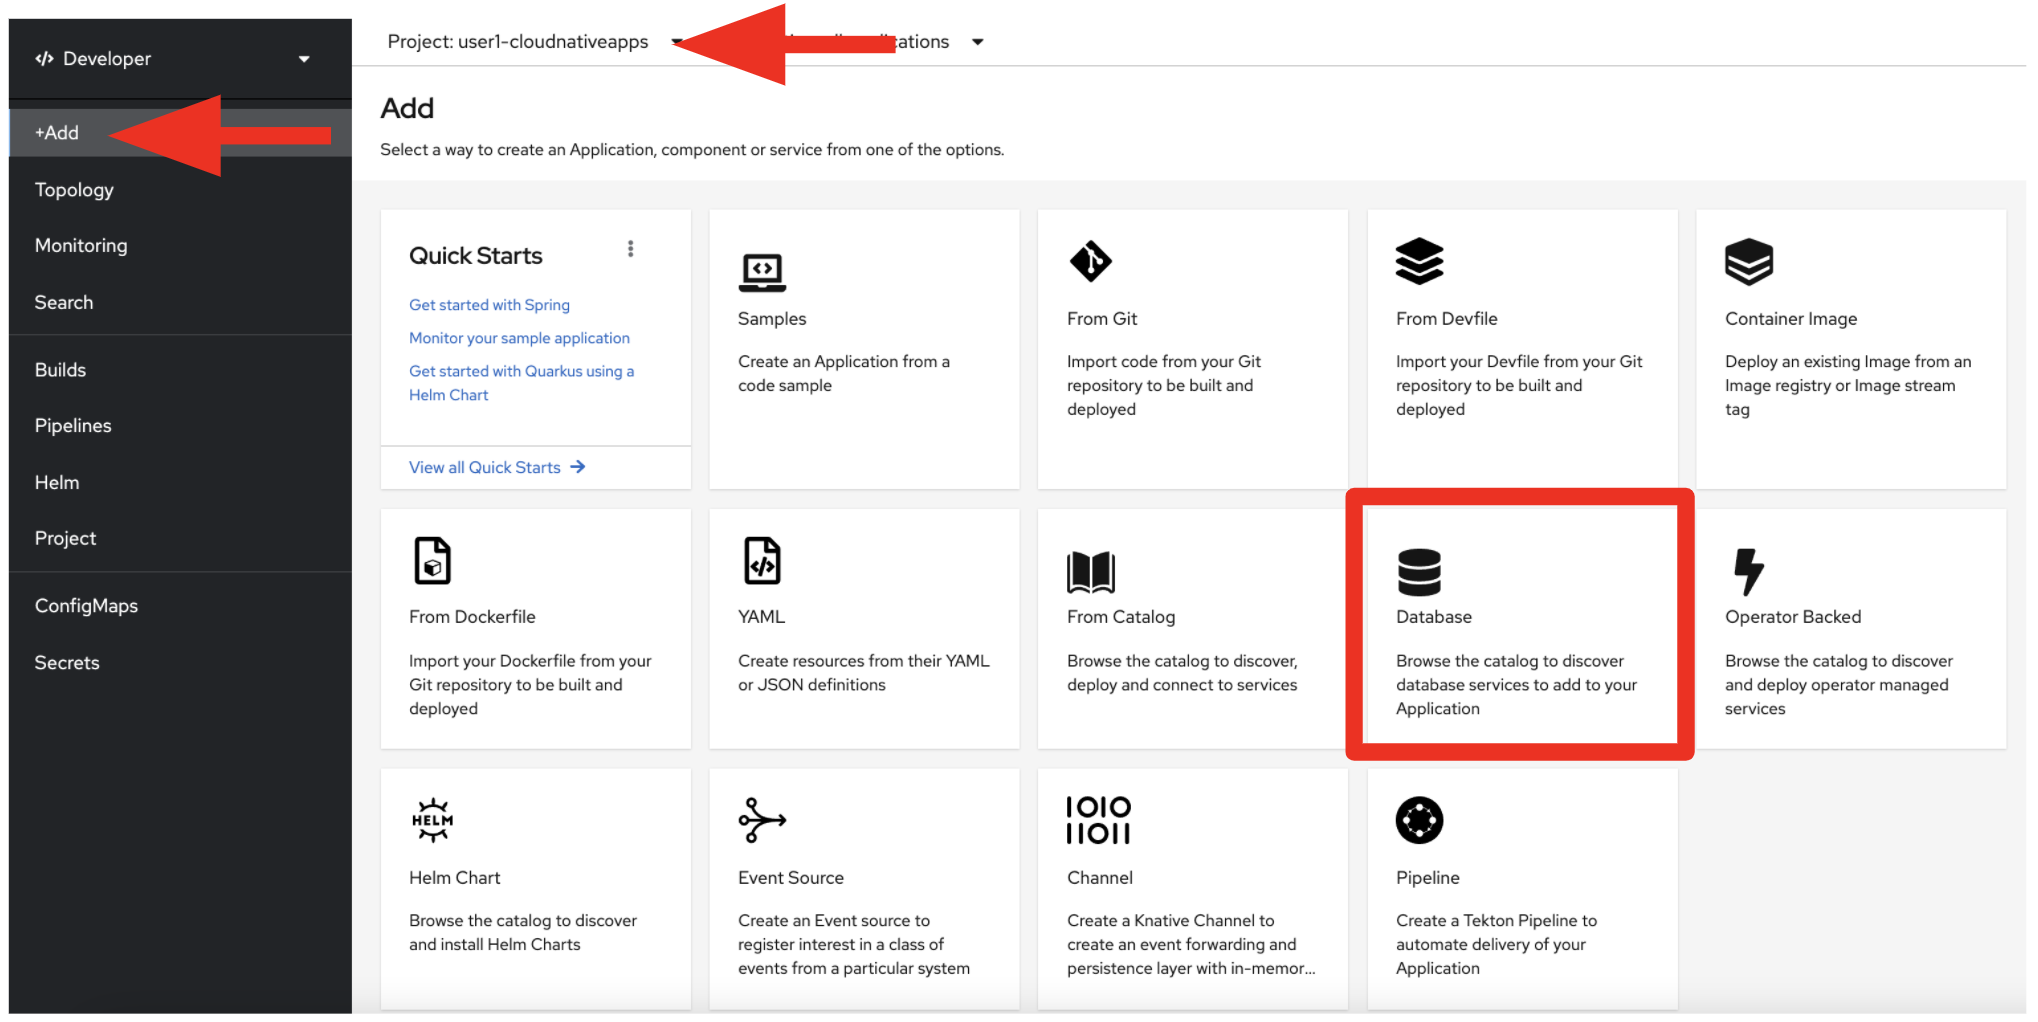 Developer
Project: user1-cloudnativeapps
+Add
Topology
Monitoring
Search
Builds
Pipelines
Helm
Project
ConfigMaps
Secrets
Add
Select a way to create an Application, component or service from one of the options.
Quick Starts
Get started with Spring
Monitor your sample application
Get started with Quarkus using a
Helm Chart
View all Quick Starts
Samples
Create an Application from a
code sample
From Git
Import code from your Git
repository to be built and
deployed
From Devfile
Import your Devfile from your Git
repository to be built and
deployed
Container Image
Deploy an existing Image from an
Image registry or Image stream
tag
From Dockerfile
Import your Dockerfile from your
Git repository to be built and
deployed
YAML
Create resources from their YAML
or JSON definitions
From Catalog
Browse the catalog to discover,
deploy and connect to services
Database
Browse the catalog to discover
database services to add to your
Application
Operator Backed
Browse the catalog to discover
and deploy operator managed
services
HELM
Helm Chart
Browse the catalog to discover
and install Helm Charts
Event Source
Create an Event source to
register interest in a class of
events from a particular system
1010
11011
Channel
Create a Knative Channel to
create an event forwarding and
persistence layer with in-memor...
Pipeline
Create a Tekton Pipeline to
automate delivery of your
Application